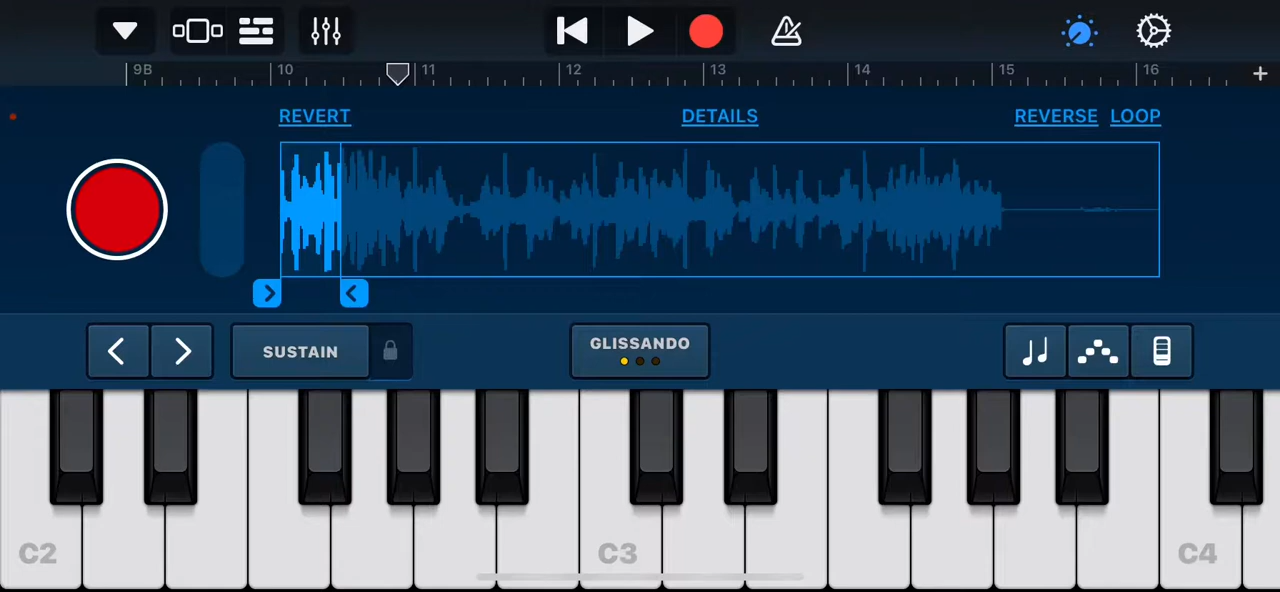 9B 10 11 12 13 14 15 16
REVERT DETAILS REVERSE LOOP
SUSTAIN GLISSANDO
C2 C3 C4